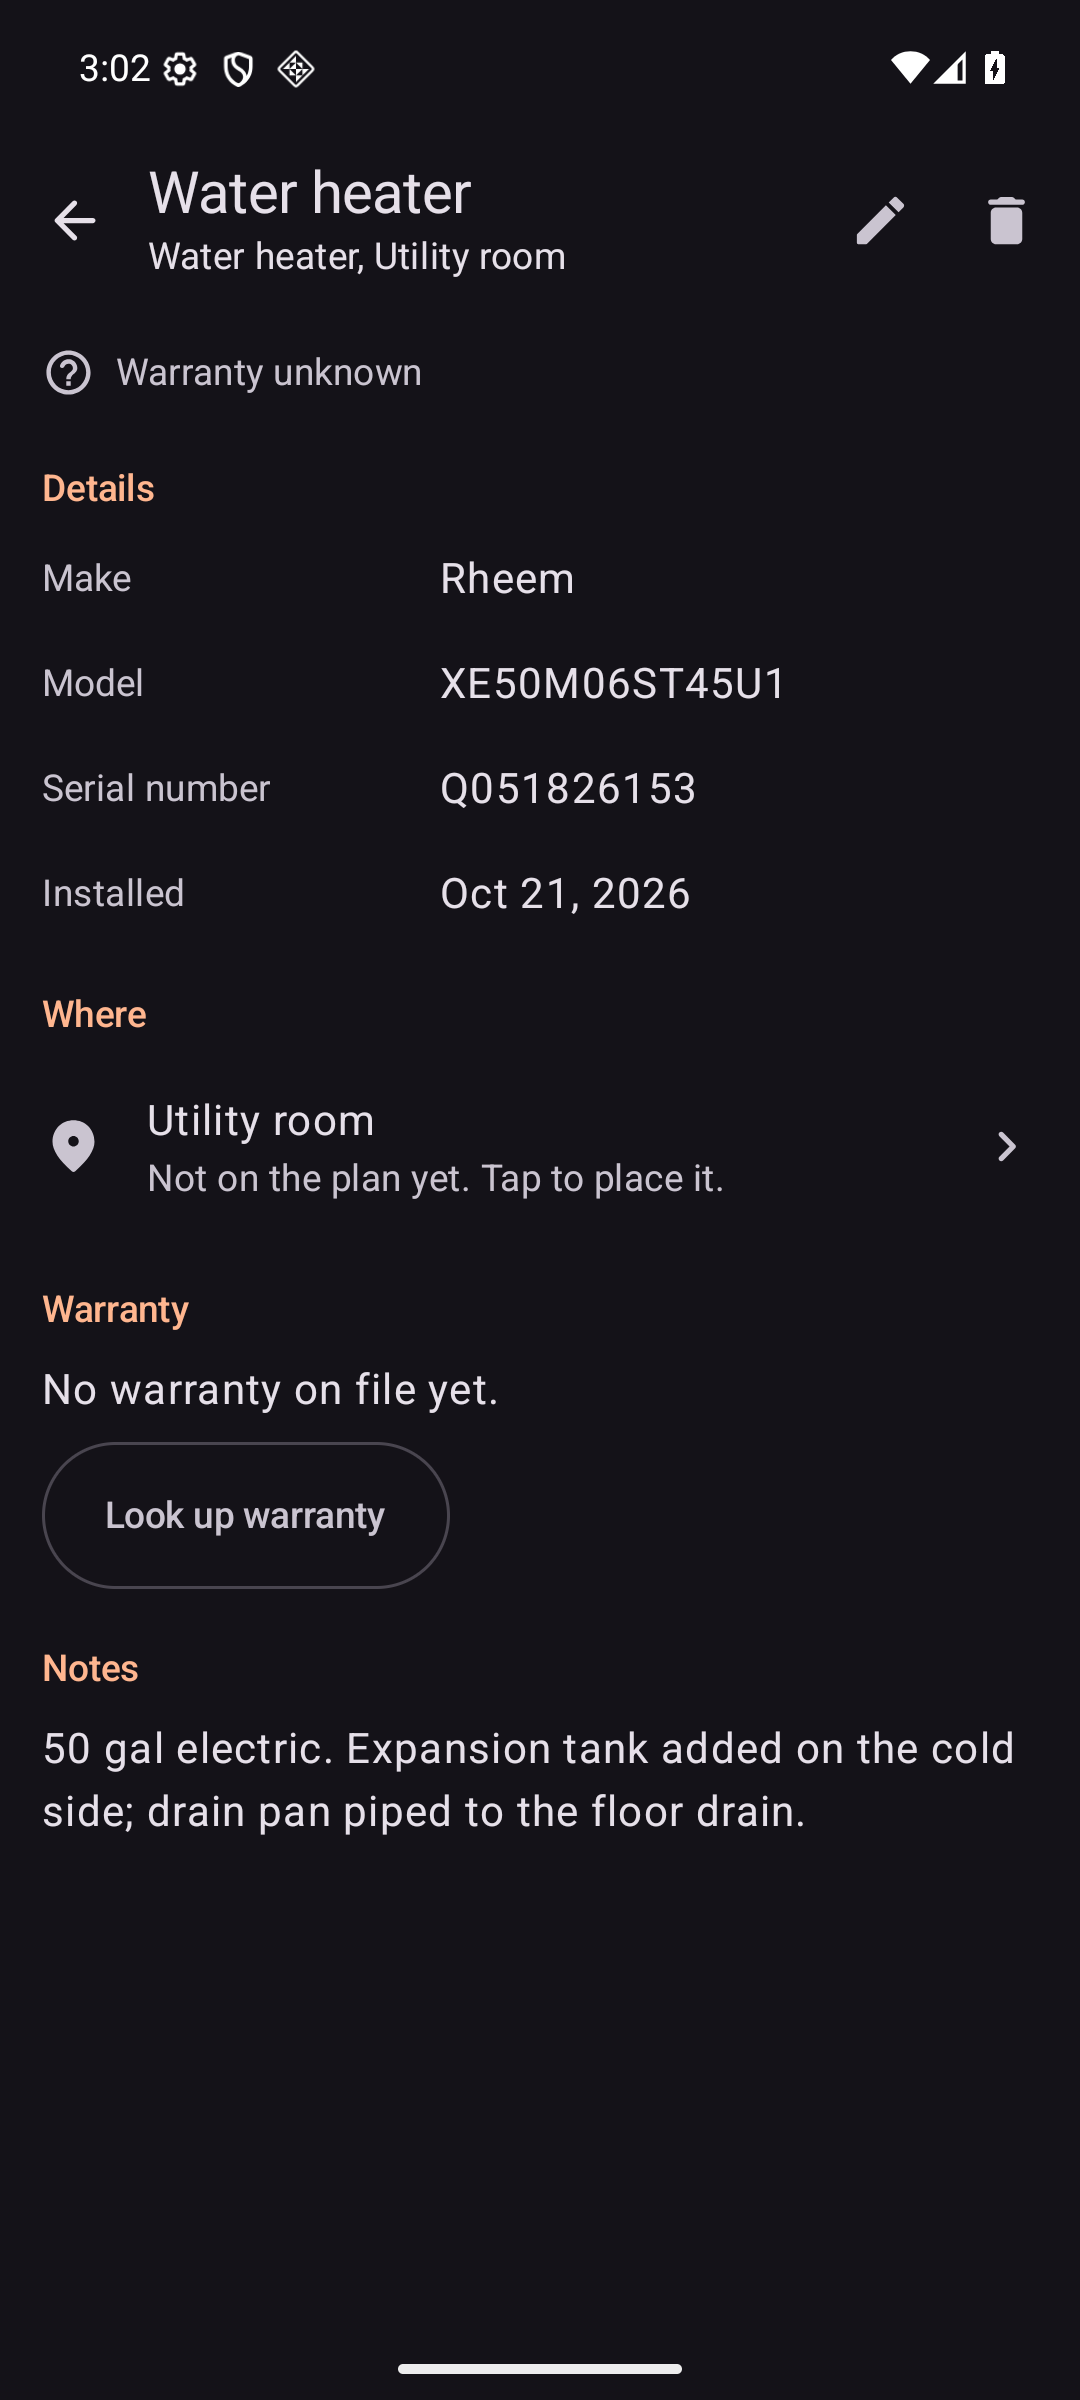 3:02
Water heater
Water heater, Utility room
Warranty unknown
Details
Make Rheem
Model XE50M06ST45U1
Serial number Q051826153
Installed Oct 21, 2026
Where
Utility room
Not on the plan yet. Tap to place it.
Warranty
No warranty on file yet.
Look up warranty
Notes
50 gal electric. Expansion tank added on the cold
side; drain pan piped to the floor drain.